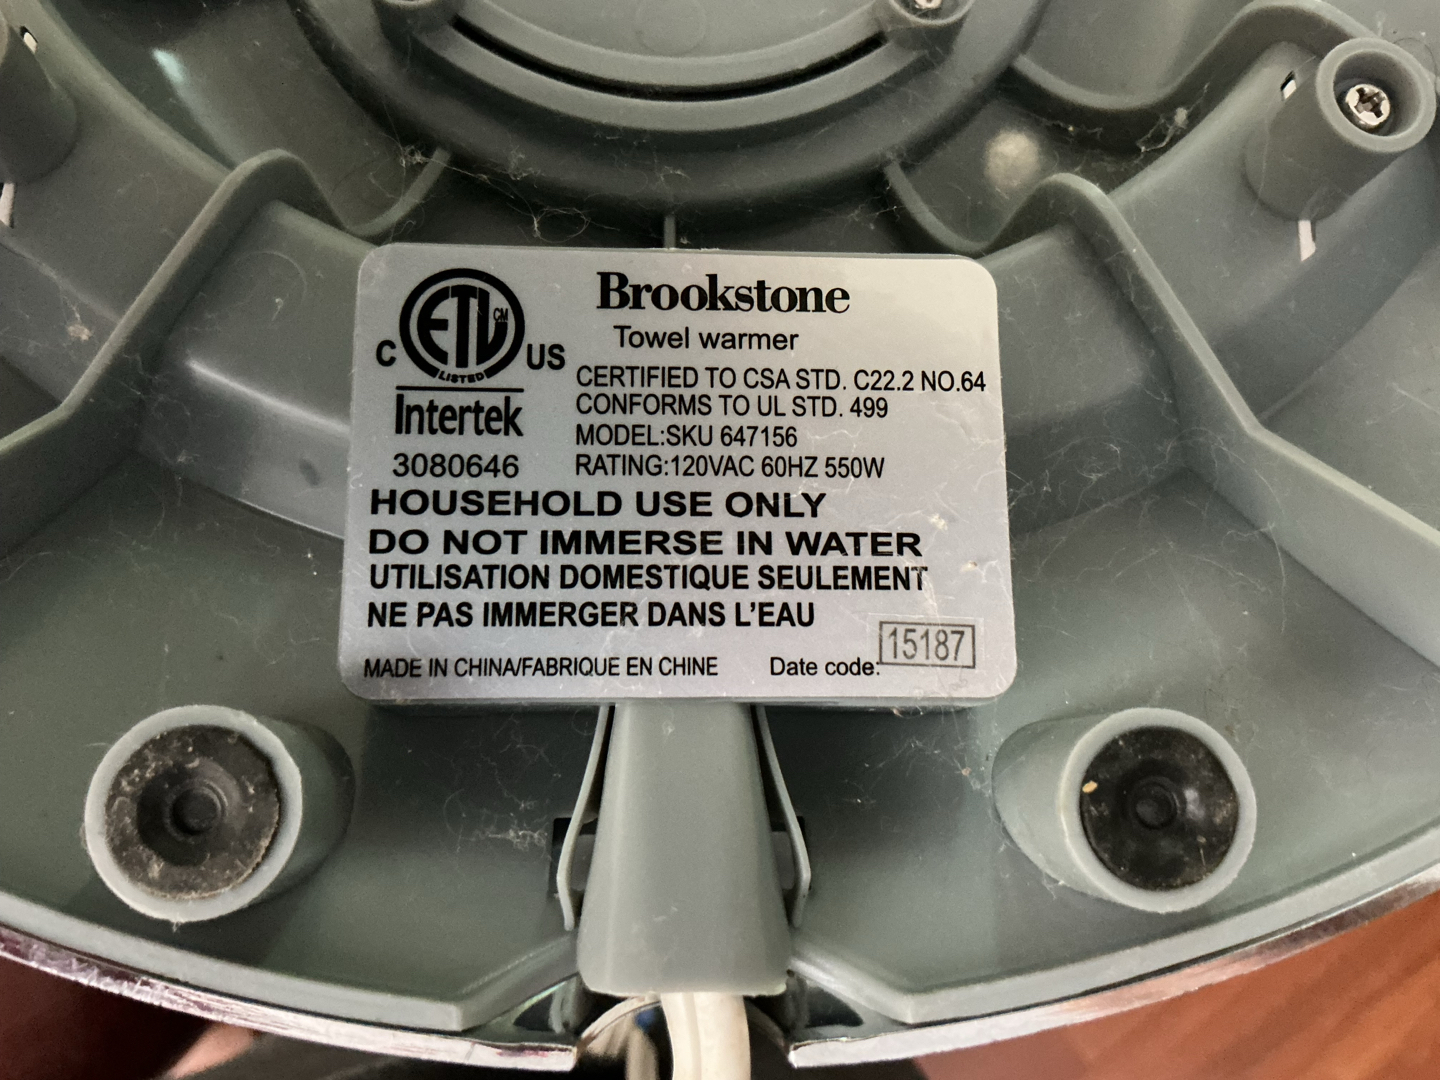 Brookstone
Towel warmer
C ETL CM US
LISTED
Intertek
3080646
CERTIFIED TO CSA STD. C22.2 NO.64
CONFORMS TO UL STD. 499
MODEL:SKU 647156
RATING:120VAC 60HZ 550W
HOUSEHOLD USE ONLY
DO NOT IMMERSE IN WATER
UTILISATION DOMESTIQUE SEULEMENT
NE PAS IMMERGER DANS L'EAU
MADE IN CHINA/FABRIQUE EN CHINE Date code: 15187